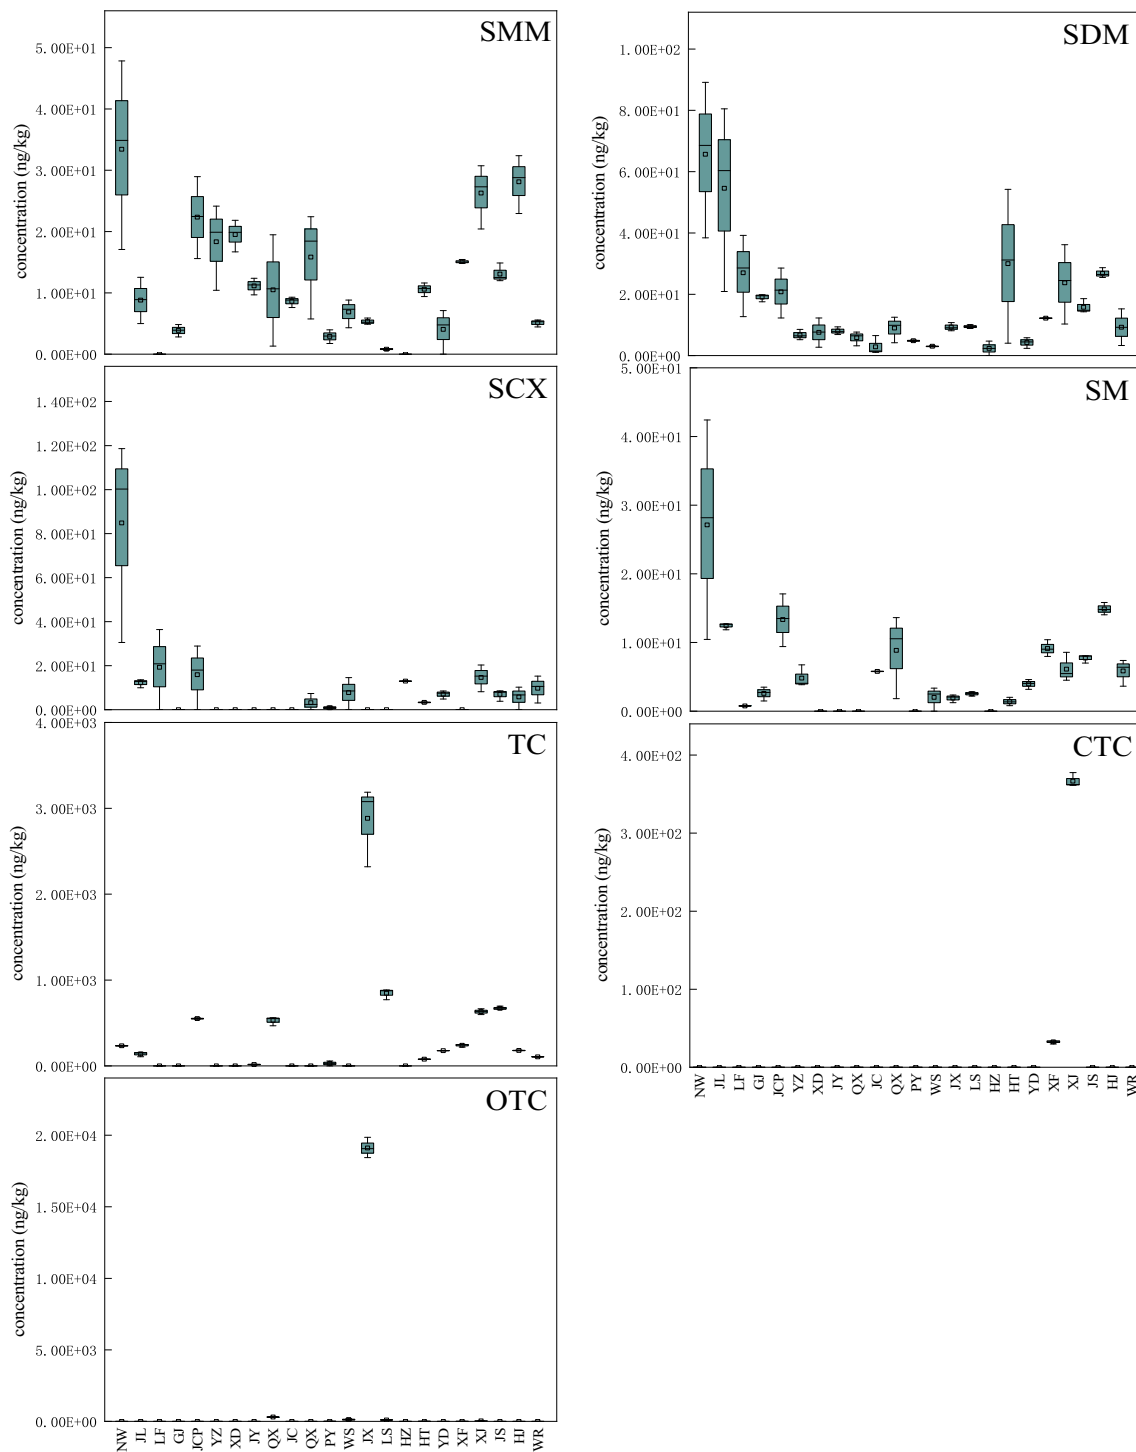 SMM
concentration (ng/kg)
5.00E+01
4.00E+01
3.00E+01
2.00E+01
1.00E+01
0.00E+00
SDM
concentration (ng/kg)
1.00E+02
8.00E+01
6.00E+01
4.00E+01
2.00E+01
0.00E+00
SCX
concentration (ng/kg)
1.40E+02
1.20E+02
1.00E+02
8.00E+01
6.00E+01
4.00E+01
2.00E+01
0.00E+00
SM
concentration (ng/kg)
5.00E+01
4.00E+01
3.00E+01
2.00E+01
1.00E+01
0.00E+00
TC
concentration (ng/kg)
4.00E+03
3.00E+03
2.00E+03
1.00E+03
0.00E+00
CTC
concentration (ng/kg)
4.00E+02
3.00E+02
2.00E+02
1.00E+02
0.00E+00
NW JL LF GJ JCP YZ XD JY QX JC QX PY WS JX LS HZ HT YD XF XJ JS HJ WR
OTC
concentration (ng/kg)
2.00E+04
1.50E+04
1.00E+04
5.00E+03
0.00E+00
NW JL LF GJ JCP YZ XD JY QX JC QX PY WS JX LS HZ HT YD XF XJ JS HJ WR